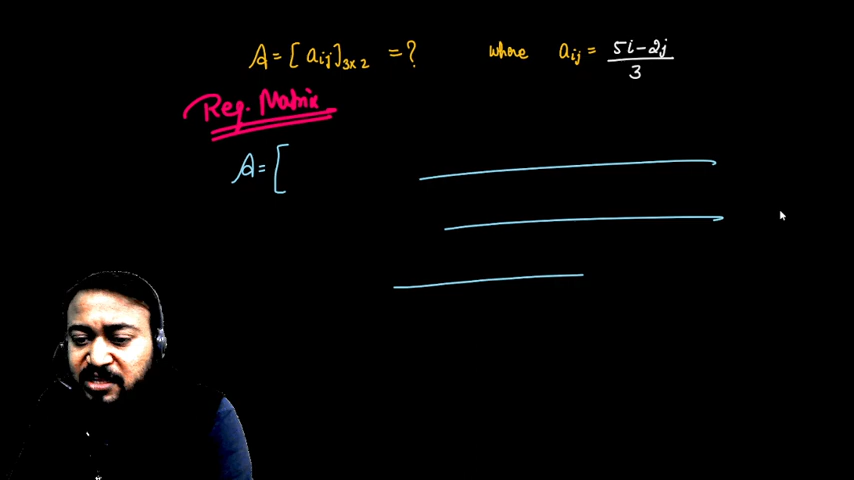 A = [ aij ]3x2 = ? where aij = 5i - 2j / 3
Req. Matrix
A = [